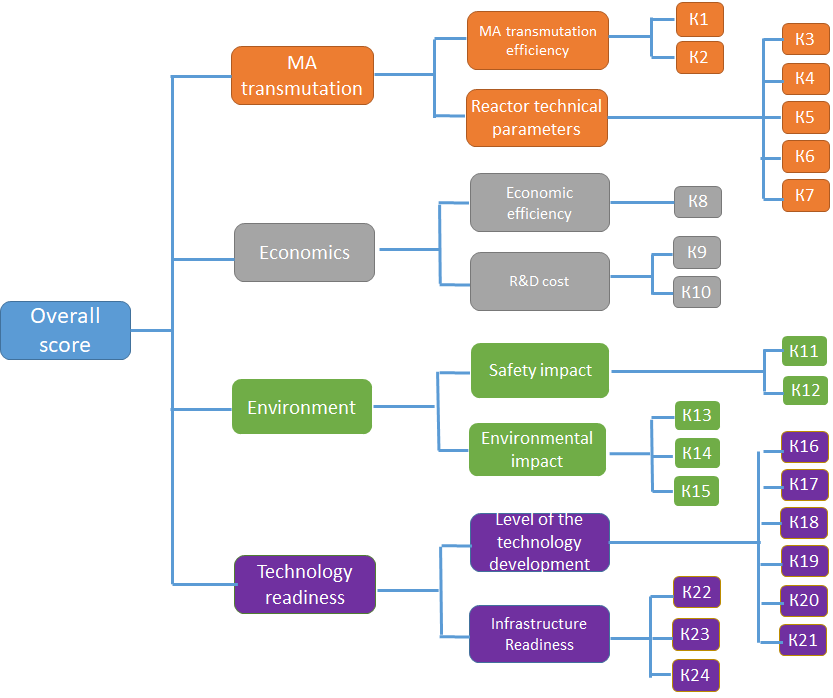 MA transmutation
efficiency
K1
K2
MA
transmutation
Reactor technical
parameters
K3
K4
K5
K6
K7
Economic
efficiency
K8
Economics
R&D cost
K9
K10
Overall
score
Safety impact
K11
K12
Environment
Environmental
impact
K13
K14
K15
Level of the
technology
development
K16
K17
K18
K19
K20
K21
Technology
readiness
Infrastructure
Readiness
K22
K23
K24